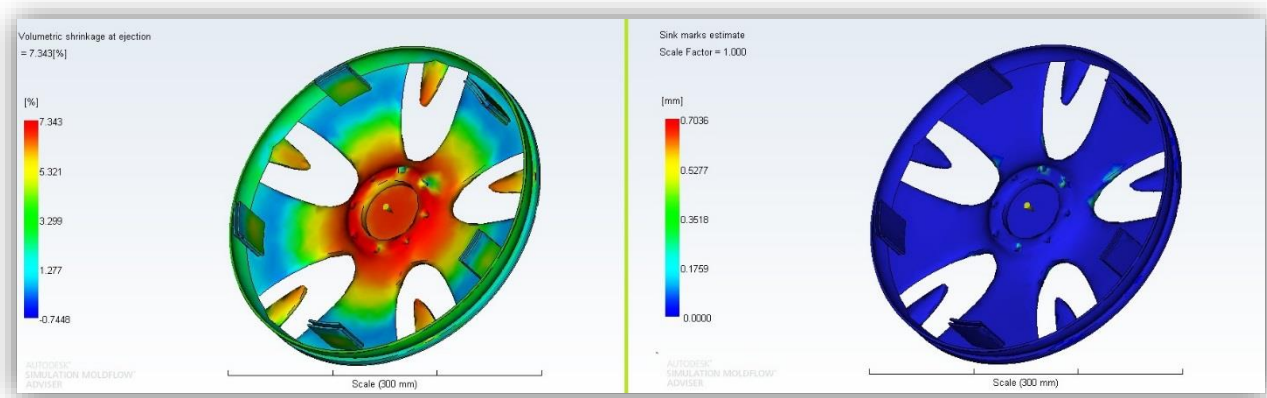 Volumetric shrinkage at ejection
= 7.343[%]
[%]
7.343
5.321
3.299
1.277
-0.7448
AUTODESK
SIMULATION MOLDFLOW
ADVISER
Scale (300 mm)
Sink marks estimate
Scale Factor = 1.000
[mm]
0.7036
0.5277
0.3518
0.1759
0.0000
AUTODESK
SIMULATION MOLDFLOW
ADVISER
Scale (300 mm)